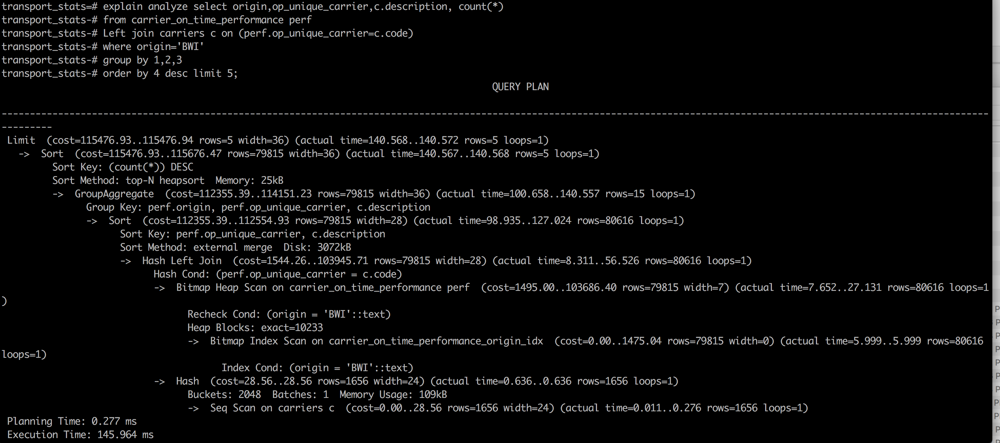 transport_stats=# explain analyze select origin,op_unique_carrier,c.description, count(*)
transport_stats-# from carrier_on_time_performance perf
transport_stats-# Left join carriers c on (perf.op_unique_carrier=c.code)
transport_stats-# where origin='BWI'
transport_stats-# group by 1,2,3
transport_stats-# order by 4 desc limit 5;
QUERY PLAN
-------------------------------------------------------------------------------------------------------------------------------------------------------------------------------
---------
Limit  (cost=115476.93..115476.94 rows=5 width=36) (actual time=140.568..140.572 rows=5 loops=1)
->  Sort  (cost=115476.93..115676.47 rows=79815 width=36) (actual time=140.567..140.568 rows=5 loops=1)
Sort Key: (count(*)) DESC
Sort Method: top-N heapsort  Memory: 25kB
->  GroupAggregate  (cost=112355.39..114151.23 rows=79815 width=36) (actual time=100.658..140.557 rows=15 loops=1)
Group Key: perf.origin, perf.op_unique_carrier, c.description
->  Sort  (cost=112355.39..112554.93 rows=79815 width=28) (actual time=98.935..127.024 rows=80616 loops=1)
Sort Key: perf.op_unique_carrier, c.description
Sort Method: external merge  Disk: 3072kB
->  Hash Left Join  (cost=1544.26..103945.71 rows=79815 width=28) (actual time=8.311..56.526 rows=80616 loops=1)
Hash Cond: (perf.op_unique_carrier = c.code)
->  Bitmap Heap Scan on carrier_on_time_performance perf  (cost=1495.00..103686.40 rows=79815 width=7) (actual time=7.652..27.131 rows=80616 loops=1
)
Recheck Cond: (origin = 'BWI'::text)
Heap Blocks: exact=10233
->  Bitmap Index Scan on carrier_on_time_performance_origin_idx  (cost=0.00..1475.04 rows=79815 width=0) (actual time=5.999..5.999 rows=80616
loops=1)
Index Cond: (origin = 'BWI'::text)
->  Hash  (cost=28.56..28.56 rows=1656 width=24) (actual time=0.636..0.636 rows=1656 loops=1)
Buckets: 2048  Batches: 1  Memory Usage: 109kB
->  Seq Scan on carriers c  (cost=0.00..28.56 rows=1656 width=24) (actual time=0.011..0.276 rows=1656 loops=1)
Planning Time: 0.277 ms
Execution Time: 145.964 ms